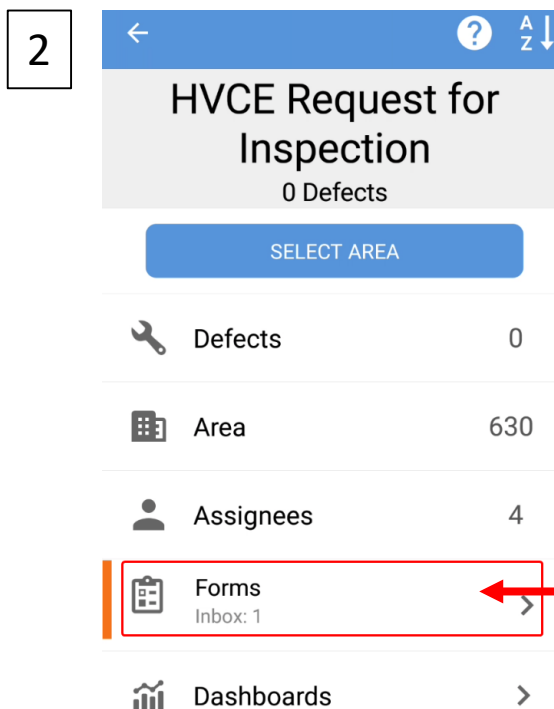 2
? A
Z
HVCE Request for
Inspection
0 Defects
SELECT AREA
Defects 0
Area 630
Assignees 4
Forms
Inbox: 1
Dashboards